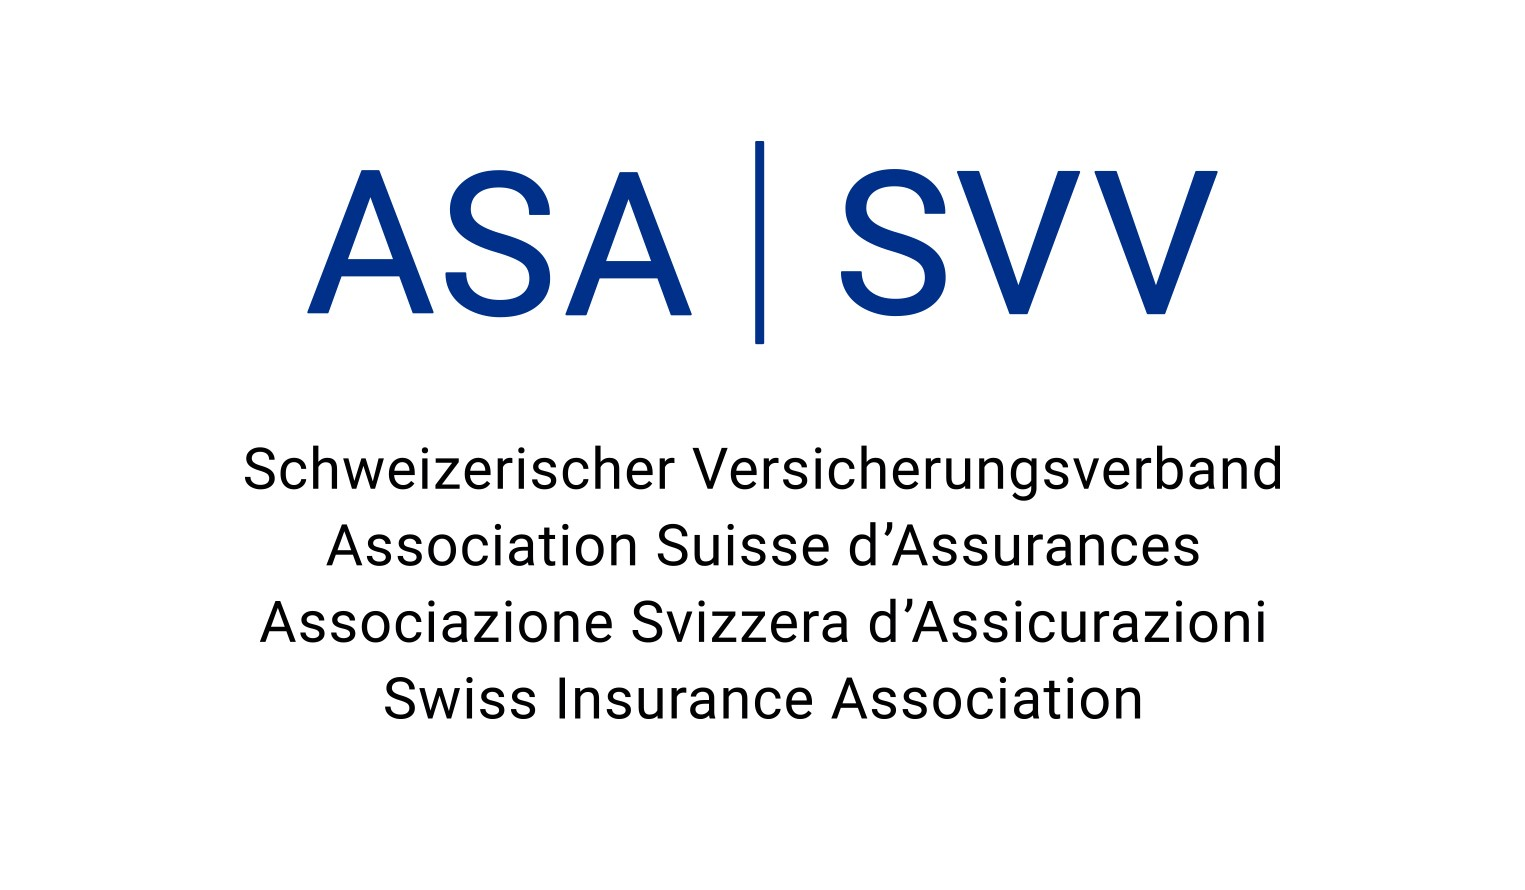 ASA | SVV
Schweizerischer Versicherungsverband
Association Suisse d’Assurances
Associazione Svizzera d’Assicurazioni
Swiss Insurance Association